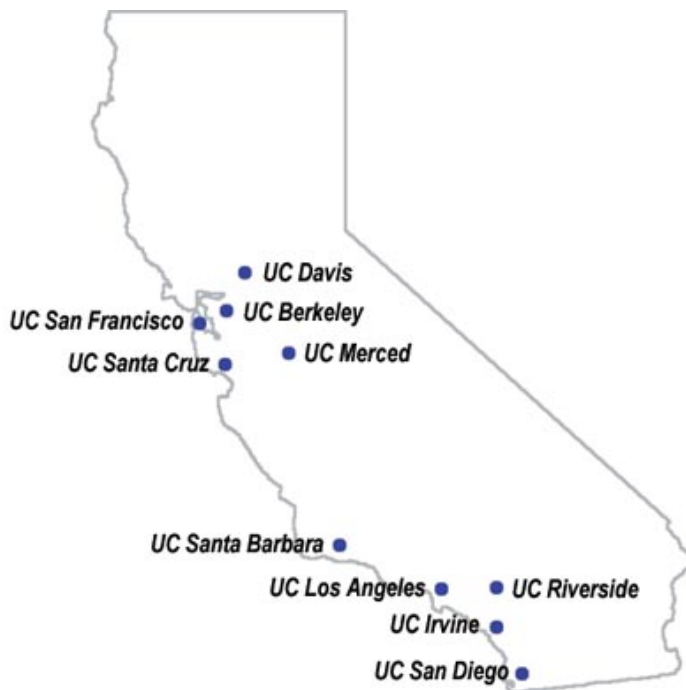 UC Davis
UC Berkeley
UC San Francisco
UC Merced
UC Santa Cruz
UC Santa Barbara
UC Los Angeles
UC Riverside
UC Irvine
UC San Diego